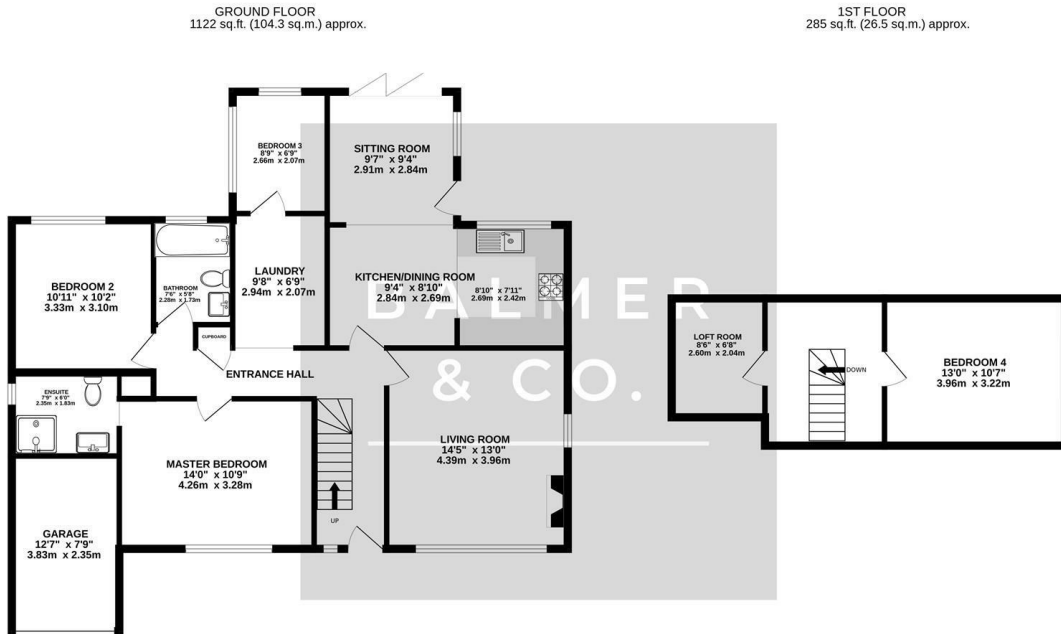 GROUND FLOOR
1122 sq.ft. (104.3 sq.m.) approx.
1ST FLOOR
285 sq.ft. (26.5 sq.m.) approx.
BEDROOM 3
8'9" x 6'9"
2.66m x 2.07m
SITTING ROOM
9'7" x 9'4"
2.91m x 2.84m
BEDROOM 2
10'11" x 10'2"
3.33m x 3.10m
BATHROOM
7'6" x 5'8"
2.28m x 1.73m
LAUNDRY
9'8" x 6'9"
2.94m x 2.07m
KITCHEN/DINING ROOM
9'4" x 8'10"
2.84m x 2.69m
8'10" x 7'11"
2.69m x 2.42m
CUPBOARD
ENTRANCE HALL
ENSUITE
7'9" x 6'0"
2.35m x 1.83m
MASTER BEDROOM
14'0" x 10'9"
4.26m x 3.28m
UP
LIVING ROOM
14'5" x 13'0"
4.39m x 3.96m
GARAGE
12'7" x 7'9"
3.83m x 2.35m
BALMER
& CO.
LOFT ROOM
8'6" x 6'8"
2.60m x 2.04m
DOWN
BEDROOM 4
13'0" x 10'7"
3.96m x 3.22m